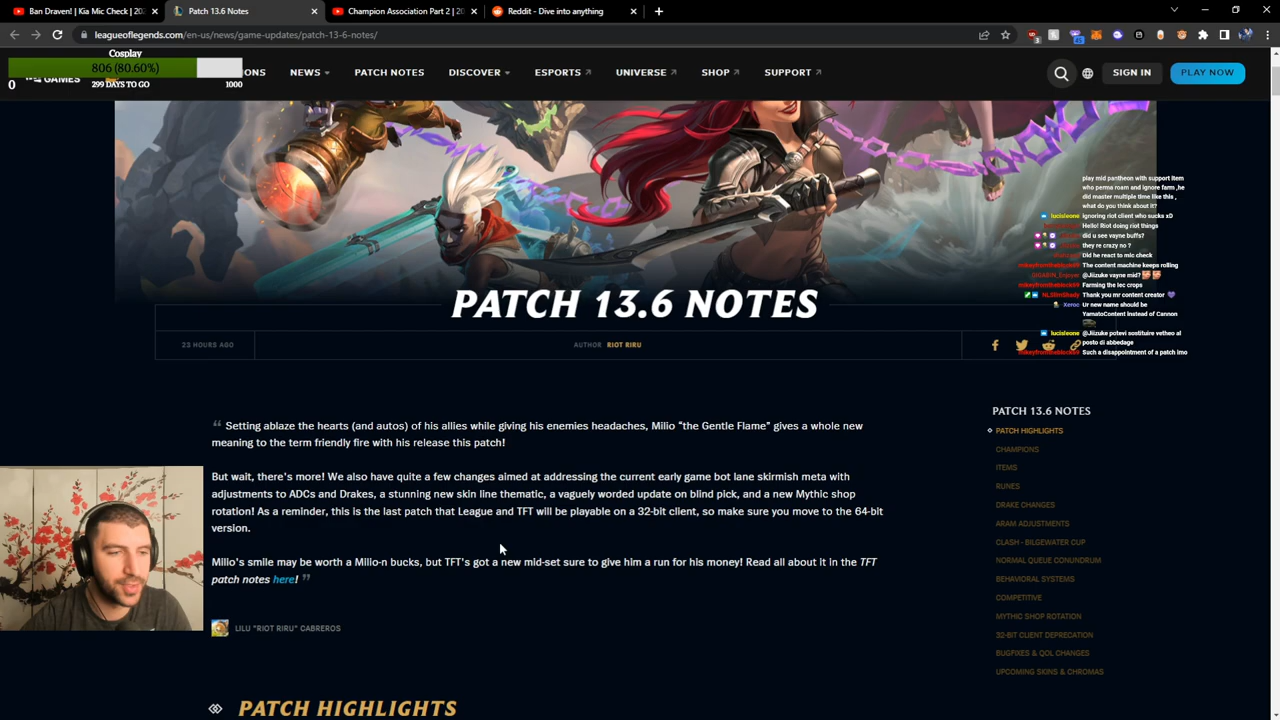 Ban Draven! | Kia Mic Check | 202
Patch 13.6 Notes
Champion Association Part 2 | 20
Reddit - Dive into anything
leagueoflegends.com/en-us/news/game-updates/patch-13-6-notes/
Cosplay
806 (80.60%)
0
299 DAYS TO GO
1000
GAMES
IONS
NEWS
PATCH NOTES
DISCOVER
ESPORTS
UNIVERSE
SHOP
SUPPORT
SIGN IN
PLAY NOW
play mid pantheon with support item
who perma roam and ignore farm ,he
did master multiple time like this ,
what do you think about it?
lucisleone Ignoring riot client who sucks xD
Hello! Riot doing riot things
did u see vayne buffs?
they re crazy no ?
Did he react to mic check
The content machine keeps rolling
@Jiizuke vayne mid?
Farming the lec crops
NLSlimShady Thank you mr content creator
Xeroc Ur new name should be
YamatoContent Instead of Cannon
lucisleone @Jiizuke potevi sostituire vetheo al
posto di abbedage
Such a disappointment of a patch imo
PATCH 13.6 NOTES
23 HOURS AGO
AUTHOR RIOT RIRU
“ Setting ablaze the hearts (and autos) of his allies while giving his enemies headaches, Milio “the Gentle Flame” gives a whole new
meaning to the term friendly fire with his release this patch!
But wait, there's more! We also have quite a few changes aimed at addressing the current early game bot lane skirmish meta with
adjustments to ADCs and Drakes, a stunning new skin line thematic, a vaguely worded update on blind pick, and a new Mythic shop
rotation! As a reminder, this is the last patch that League and TFT will be playable on a 32-bit client, so make sure you move to the 64-bit
version.
Milio's smile may be worth a Milio-n bucks, but TFT's got a new mid-set sure to give him a run for his money! Read all about it in the TFT
patch notes here! ”
LILU "RIOT RIRU" CABREROS
PATCH HIGHLIGHTS
PATCH 13.6 NOTES
PATCH HIGHLIGHTS
CHAMPIONS
ITEMS
RUNES
DRAKE CHANGES
ARAM ADJUSTMENTS
CLASH - BILGEWATER CUP
NORMAL QUEUE CONUNDRUM
BEHAVIORAL SYSTEMS
COMPETITIVE
MYTHIC SHOP ROTATION
32-BIT CLIENT DEPRECATION
BUGFIXES & QOL CHANGES
UPCOMING SKINS & CHROMAS